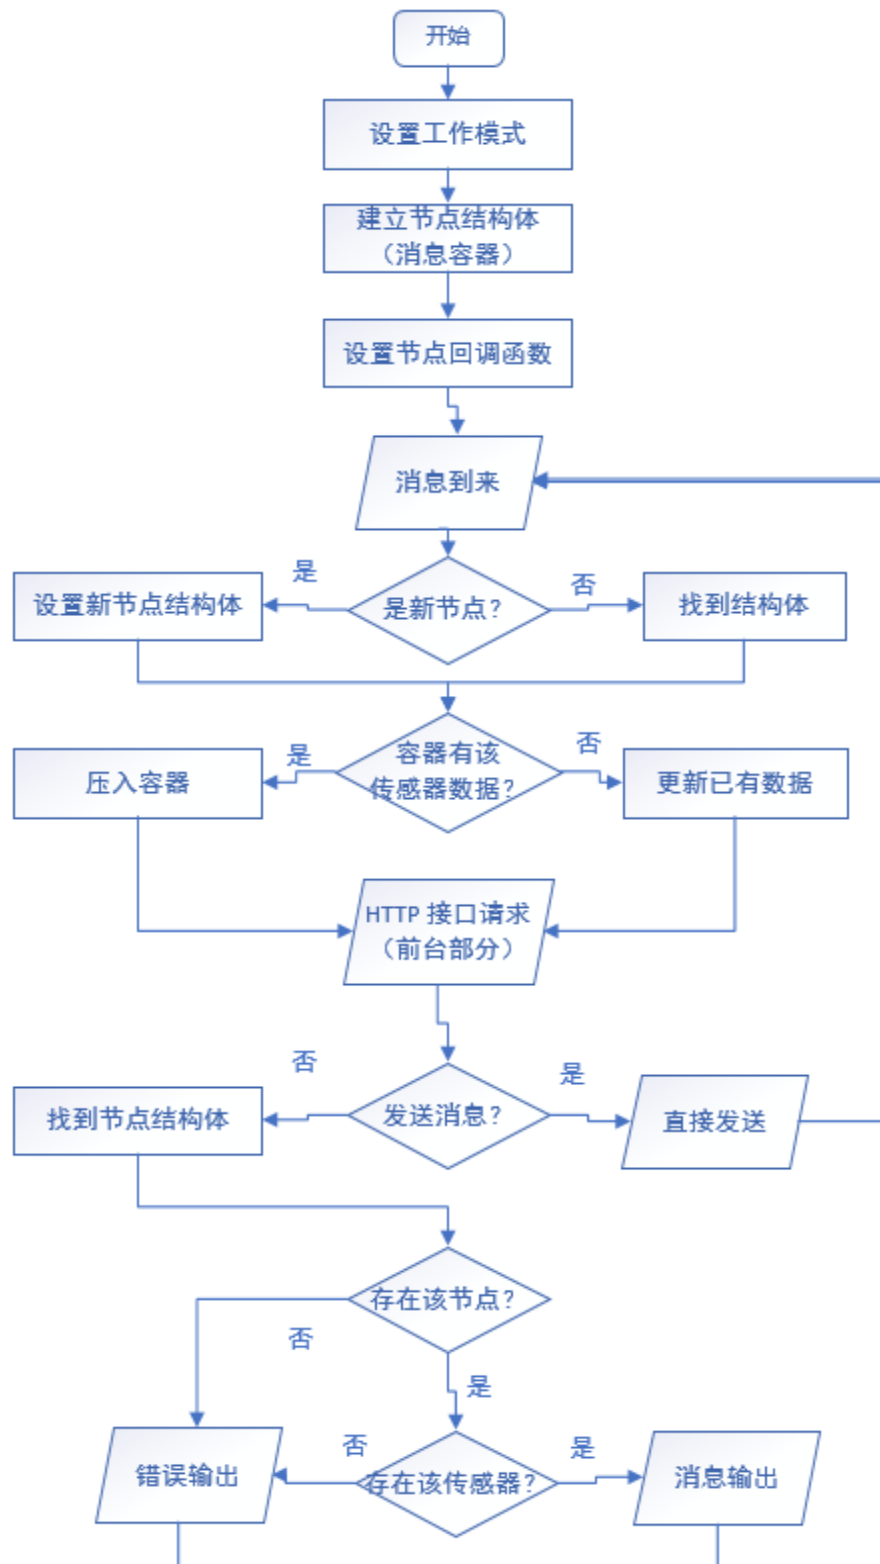 开始
设置工作模式
建立节点结构体
（消息容器）
设置节点回调函数
消息到来
是
否
设置新节点结构体
是新节点？
找到结构体
是
容器有该
否
压入容器
传感器数据？
更新已有数据
HTTP 接口请求
（前台部分）
否
是
找到节点结构体
发送消息？
直接发送
存在该节点？
否
是
否
是
错误输出
存在该传感器？
消息输出